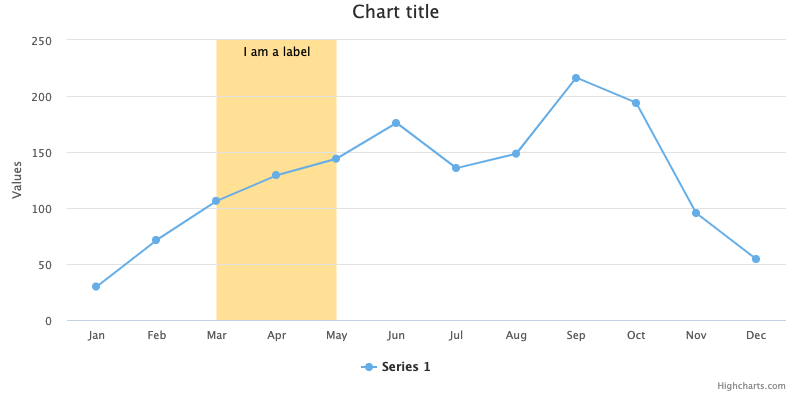 Chart title
I am a label
250
200
150
100
50
0
Values
Jan Feb Mar Apr May Jun Jul Aug Sep Oct Nov Dec
Series 1
Highcharts.com